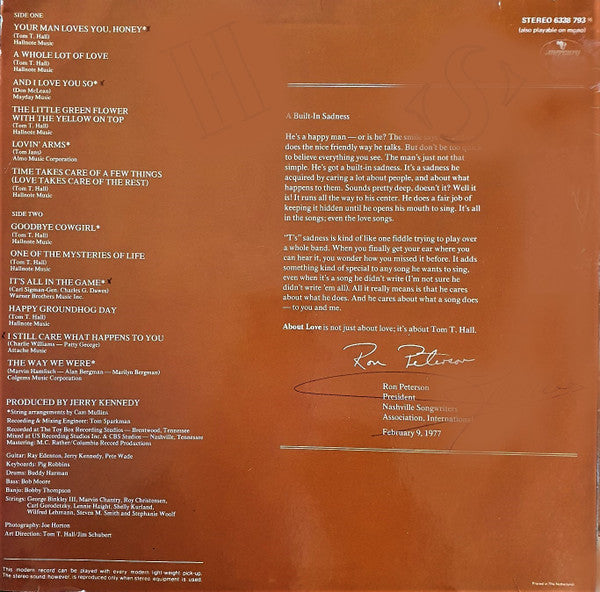 SIDE ONE
YOUR MAN LOVES YOU, HONEY*
(Tom T. Hall)
Hallnote Music
A WHOLE LOT OF LOVE
(Tom T. Hall)
Hallnote Music
AND I LOVE YOU SO*
(Don McLean)
Mayday Music
THE LITTLE GREEN FLOWER
WITH THE YELLOW ON TOP
(Tom T. Hall)
Hallnote Music
LOVIN' ARMS*
(Tom Jans)
Almo Music Corporation
TIME TAKES CARE OF A FEW THINGS
(LOVE TAKES CARE OF THE REST)
(Tom T. Hall)
Hallnote Music
SIDE TWO
GOODBYE COWGIRL*
(Tom T. Hall)
Hallnote Music
ONE OF THE MYSTERIES OF LIFE
(Tom T. Hall)
Hallnote Music
IT'S ALL IN THE GAME*
(Carl Sigman-Gen. Charles G. Dawes)
Warner Brothers Music Inc.
HAPPY GROUNDHOG DAY
(Tom T. Hall)
Hallnote Music
I STILL CARE WHAT HAPPENS TO YOU
(Charlie Williams — Patty George)
Attache Music
THE WAY WE WERE*
(Marvin Hamlisch — Alan Bergman — Marilyn Bergman)
Colgems Music Corporation
PRODUCED BY JERRY KENNEDY
*String arrangements by Cam Mullins
Recording & Mixing Engineer: Tom Sparkman
Recorded at The Toy Box Recording Studios — Brentwood, Tennessee
Mixed at US Recording Studios Inc. & CBS Studios — Nashville, Tennessee
Mastering: M.C. Rather/Columbia Record Productions
Guitar: Ray Edenton, Jerry Kennedy, Pete Wade
Keyboards: Pig Robbins
Drums: Buddy Harman
Bass: Bob Moore
Banjo: Bobby Thompson
Strings: George Binkley III, Marvin Chantry, Roy Christensen,
Carl Gorodetzky, Lennie Haight, Shelly Kurland,
Wilfred Lehmann, Steven M. Smith and Stephanie Woolf
Photography: Joe Horton
Art Direction: Tom T. Hall/Jim Schubert
This modern record can be played with every modern light-weight pick-up.
The stereo sound however, is reproduced only when stereo equipment is used.
STEREO 6338 793
(also playable on mono)
A Built-In Sadness
He's a happy man — or is he? The smile says
does the nice friendly way he talks. But don't be too quick
to believe everything you see. The man's just not that
simple. He's got a built-in sadness. It's a sadness he
acquired by caring a lot about people, and about what
happens to them. Sounds pretty deep, doesn't it? Well it
is! It runs all the way to his center. He does a fair job of
keeping it hidden until he opens his mouth to sing. It's all
in the songs; even the love songs.
"T's" sadness is kind of like one fiddle trying to play over
a whole band. When you finally get your ear where you
can hear it, you wonder how you missed it before. It adds
something kind of special to any song he wants to sing,
even when it's a song he didn't write (I'm not sure he
didn't write 'em all). All it really means is that he cares
about what he does. And he cares about what a song does
— to you and me.
About Love is not just about love; it's about Tom T. Hall.
Ron Peterson
Ron Peterson
President
Nashville Songwriters
Association, International
February 9, 1977
Printed in The Netherlands